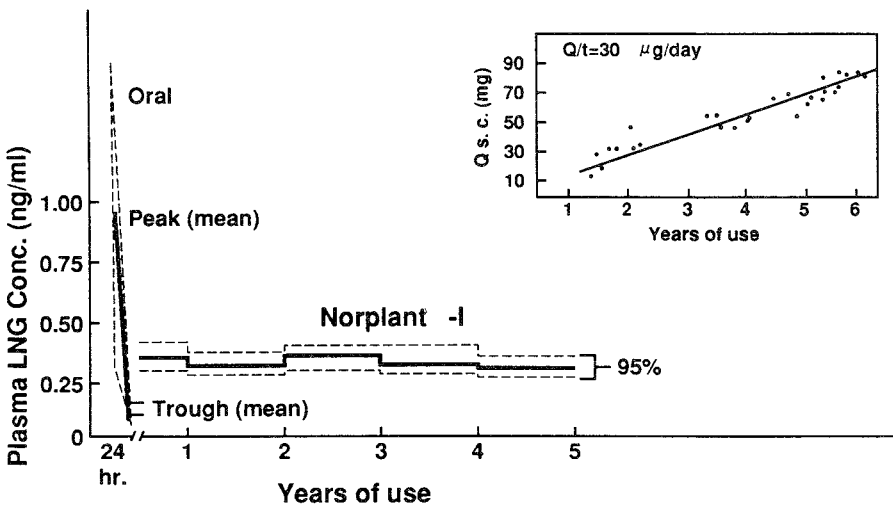 Plasma LNG Conc. (ng/ml)
1.00
0.75
0.50
0.25
0
Oral
Peak (mean)
Trough (mean)
Norplant -I
95%
24 hr.
1 2 3 4 5
Years of use
Q/t=30 μg/day
Q s. c. (mg)
90
70
50
30
10
1 2 3 4 5 6
Years of use